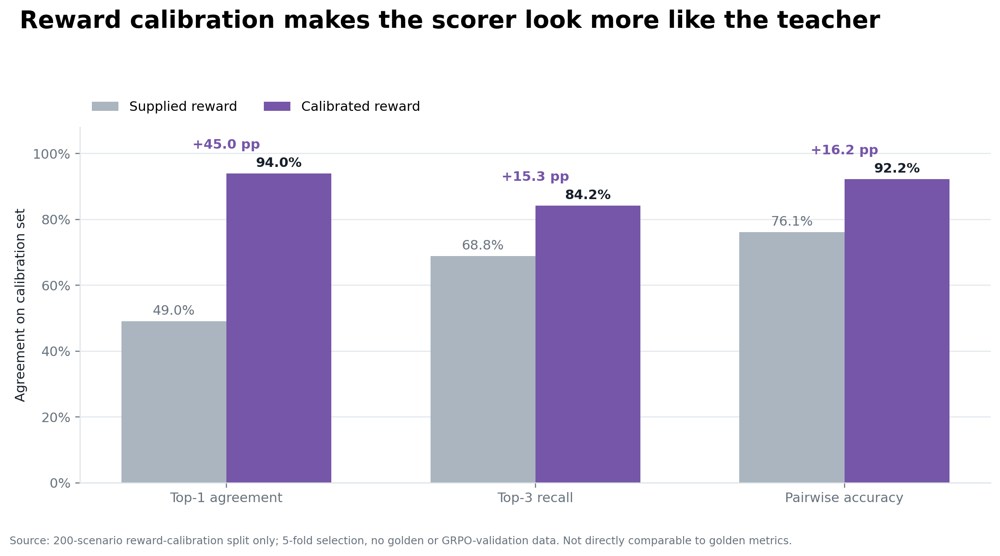 Reward calibration makes the scorer look more like the teacher
Supplied reward
Calibrated reward
Agreement on calibration set
100%
80%
60%
40%
20%
0%
+45.0 pp
94.0%
49.0%
+15.3 pp
84.2%
68.8%
+16.2 pp
92.2%
76.1%
Top-1 agreement
Top-3 recall
Pairwise accuracy
Source: 200-scenario reward-calibration split only; 5-fold selection, no golden or GRPO-validation data. Not directly comparable to golden metrics.